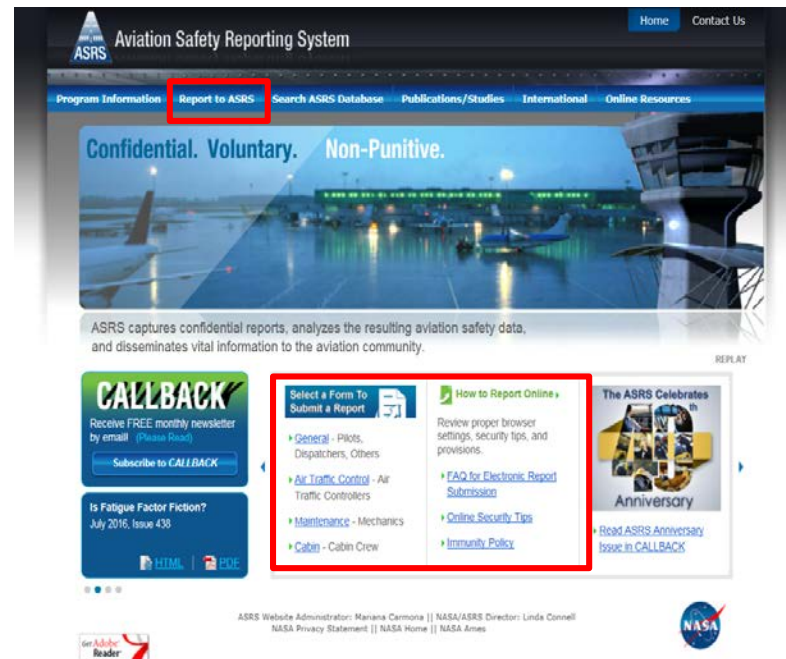 Home Contact Us
ASRS
Aviation Safety Reporting System
Program Information Report to ASRS Search ASRS Database Publications/Studies International Online Resources
Confidential. Voluntary. Non-Punitive.
ASRS captures confidential reports, analyzes the resulting aviation safety data,
and disseminates vital information to the aviation community.
REPLAY
CALLBACK
Receive FREE monthly newsletter
by email! (Please Read)
Subscribe to CALLBACK
Is Fatigue Factor Fiction?
July 2016, Issue 438
HTML | PDF
Select a Form To
Submit a Report
General - Pilots,
Dispatchers, Others
Air Traffic Control - Air
Traffic Controllers
Maintenance - Mechanics
Cabin - Cabin Crew
How to Report Online
Review proper browser
settings, security tips, and
provisions.
FAQ for Electronic Report
Submission
Online Security Tips
Immunity Policy
The ASRS Celebrates
40th
Anniversary
Read ASRS Anniversary
Issue in CALLBACK
ASRS Website Administrator: Mariana Carmona || NASA/ASRS Director: Linda Connell
NASA Privacy Statement || NASA Home || NASA Ames
NASA
Get Adobe
Reader